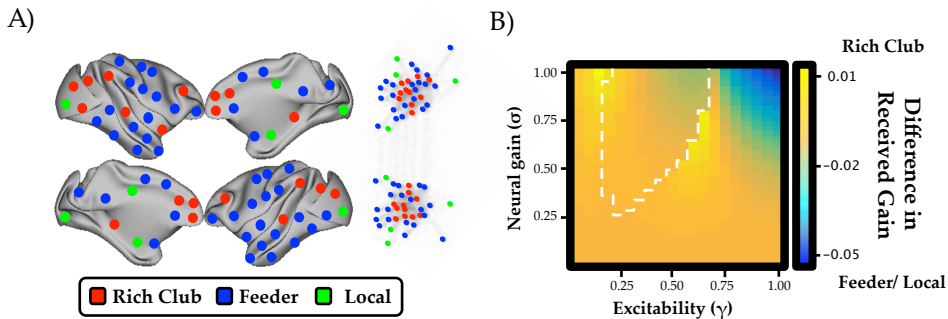 A)
Rich Club
Feeder
Local
B)
Rich Club
Neural gain (σ)
1.00
0.75
0.50
0.25
0.25
0.50
0.75
1.00
Excitability (γ)
0.01
−0.02
−0.05
Difference in
Received Gain
Feeder/ Local